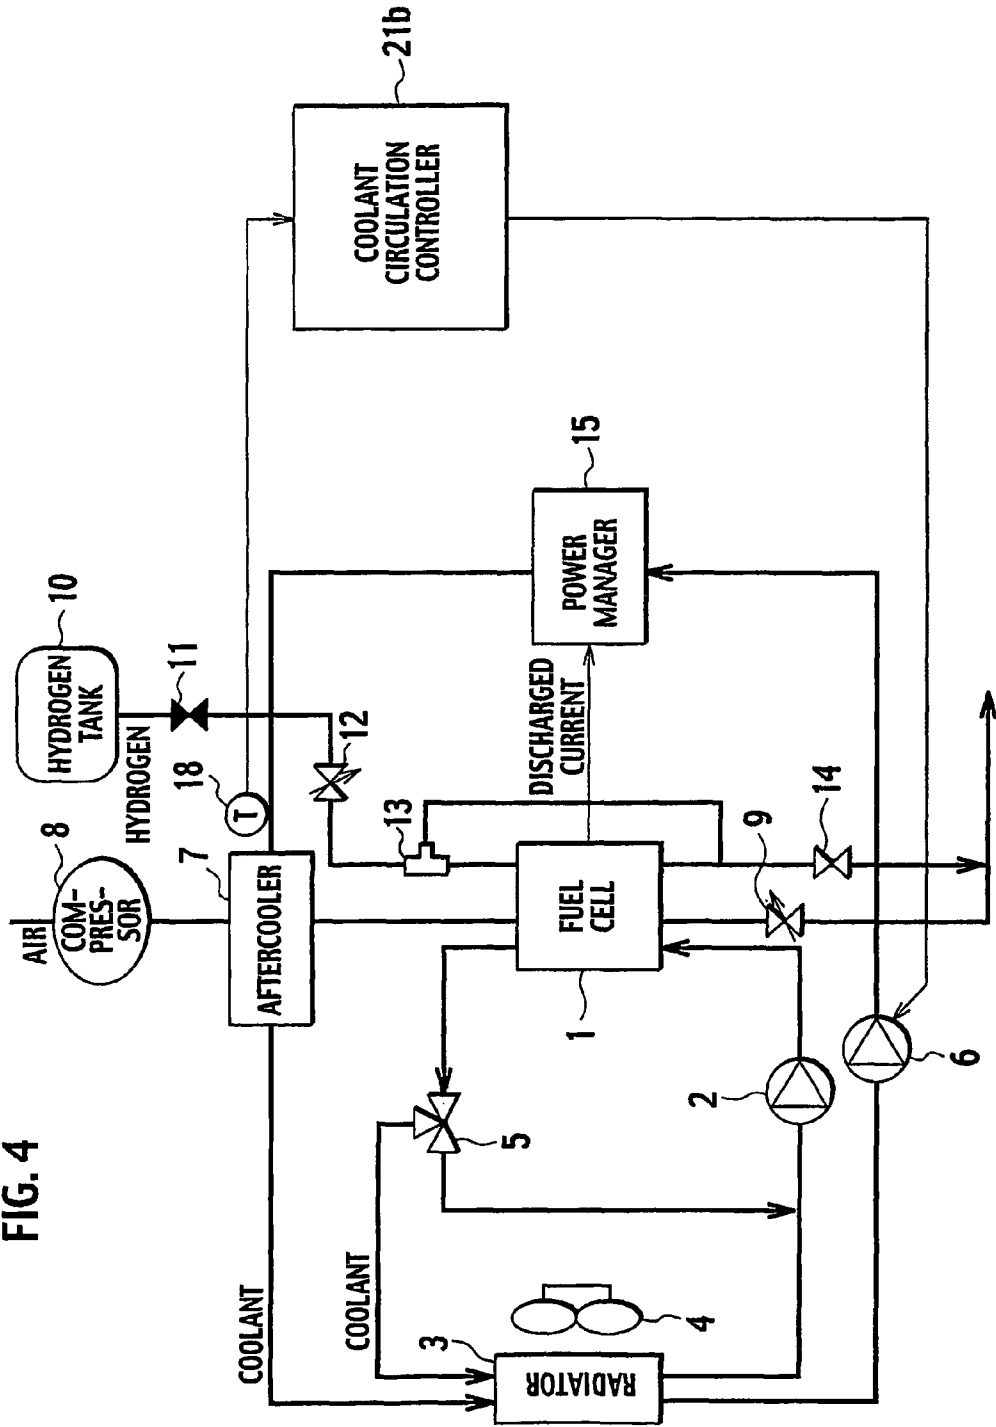 FIG. 4
AIR
COM-
PRES-
SOR
8
HYDROGEN
TANK
10
HYDROGEN
11
18
T
7
AFTERCOOLER
12
13
COOLANT
CIRCULATION
CONTROLLER
21b
POWER
MANAGER
15
DISCHARGED
CURRENT
FUEL
CELL
1
9
14
COOLANT
COOLANT
5
2
6
3
4
RADIATOR